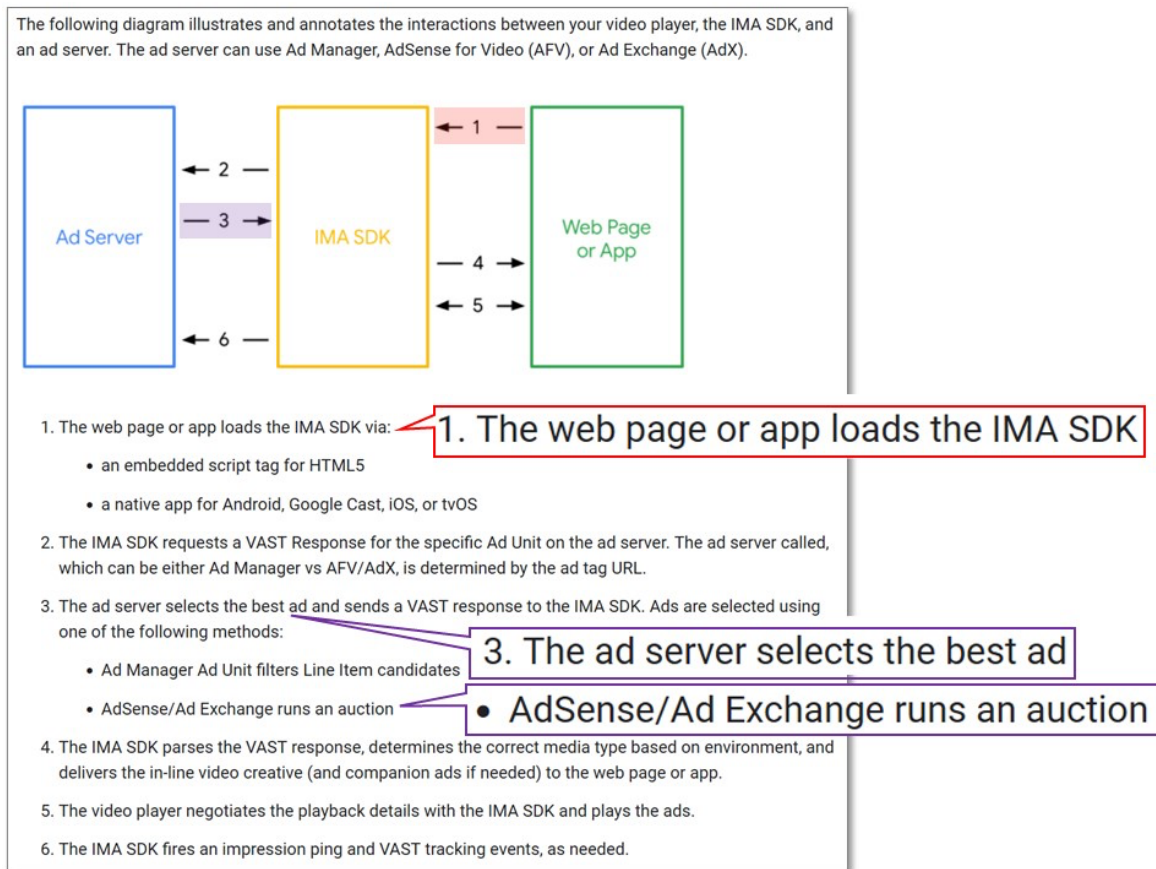 The following diagram illustrates and annotates the interactions between your video player, the IMA SDK, and
an ad server. The ad server can use Ad Manager, AdSense for Video (AFV), or Ad Exchange (AdX).
1
2
3
Ad Server
IMA SDK
Web Page
or App
4
5
6
1. The web page or app loads the IMA SDK via:
1. The web page or app loads the IMA SDK
• an embedded script tag for HTML5
• a native app for Android, Google Cast, iOS, or tvOS
2. The IMA SDK requests a VAST Response for the specific Ad Unit on the ad server. The ad server called,
which can be either Ad Manager vs AFV/AdX, is determined by the ad tag URL.
3. The ad server selects the best ad and sends a VAST response to the IMA SDK. Ads are selected using
one of the following methods:
3. The ad server selects the best ad
• Ad Manager Ad Unit filters Line Item candidates
• AdSense/Ad Exchange runs an auction
• AdSense/Ad Exchange runs an auction
4. The IMA SDK parses the VAST response, determines the correct media type based on environment, and
delivers the in-line video creative (and companion ads if needed) to the web page or app.
5. The video player negotiates the playback details with the IMA SDK and plays the ads.
6. The IMA SDK fires an impression ping and VAST tracking events, as needed.